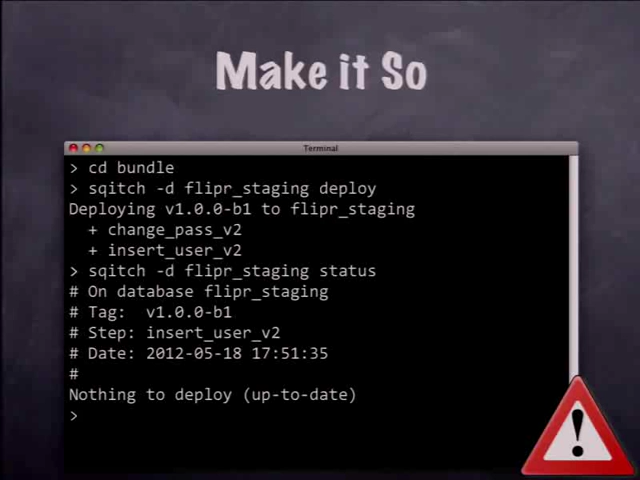 Make it So
Terminal
> cd bundle
> sqitch -d flipr_staging deploy
Deploying v1.0.0-b1 to flipr_staging
  + change_pass_v2
  + insert_user_v2
> sqitch -d flipr_staging status
# On database flipr_staging
# Tag:  v1.0.0-b1
# Step: insert_user_v2
# Date: 2012-05-18 17:51:35
#
Nothing to deploy (up-to-date)
>
!